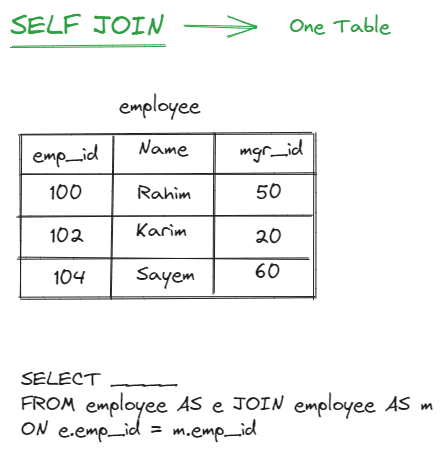 SELF JOIN One Table
employee
emp_id Name mgr_id
100 Rahim 50
102 Karim 20
104 Sayem 60
SELECT ______
FROM employee AS e JOIN employee AS m
ON e.emp_id = m.emp_id